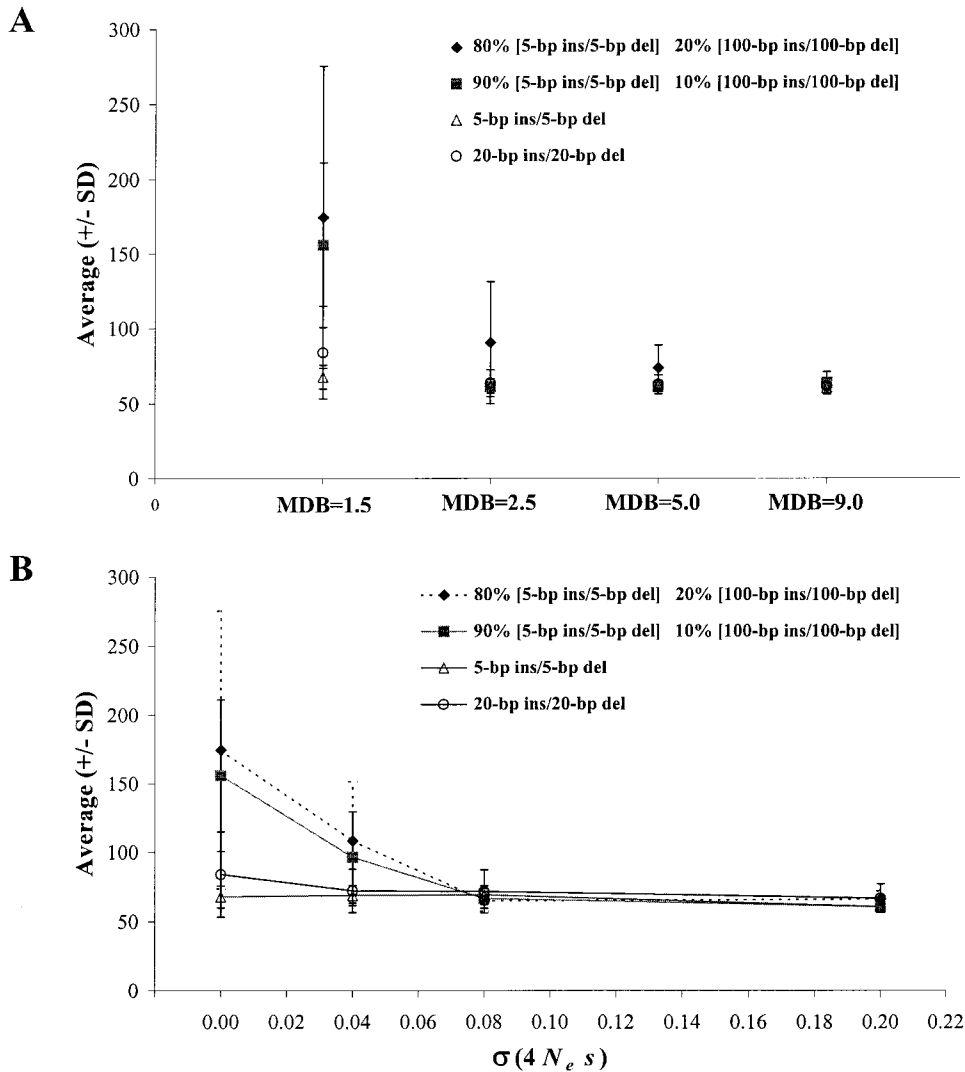 A
300
250
200
150
100
50
0
Average (+/- SD)
80% [5-bp ins/5-bp del] 20% [100-bp ins/100-bp del]
90% [5-bp ins/5-bp del] 10% [100-bp ins/100-bp del]
5-bp ins/5-bp del
20-bp ins/20-bp del
0 MDB=1.5 MDB=2.5 MDB=5.0 MDB=9.0
B
300
250
200
150
100
50
0
Average (+/- SD)
80% [5-bp ins/5-bp del] 20% [100-bp ins/100-bp del]
90% [5-bp ins/5-bp del] 10% [100-bp ins/100-bp del]
5-bp ins/5-bp del
20-bp ins/20-bp del
0.00 0.02 0.04 0.06 0.08 0.10 0.12 0.14 0.16 0.18 0.20 0.22
σ (4 Nₑ s)